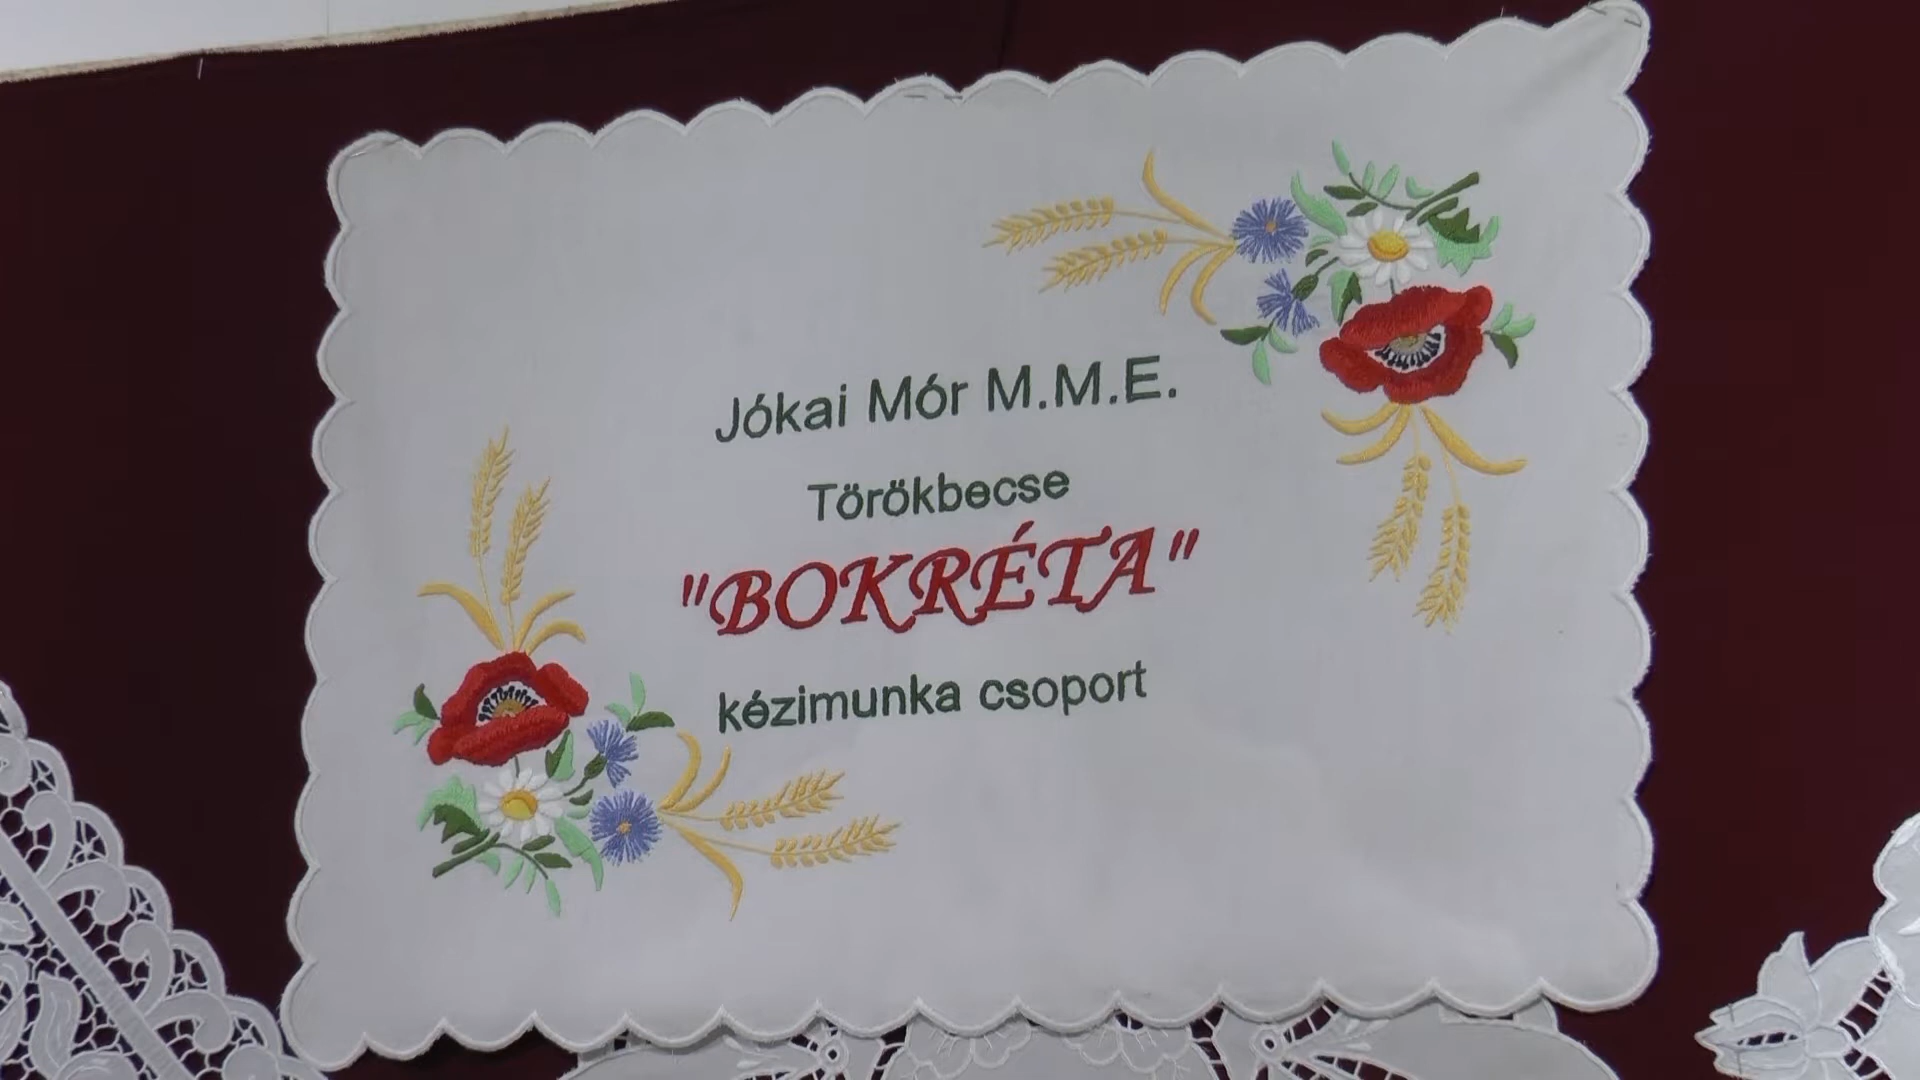 Jókai Mór M.M.E.
Törökbecse
"BOKRÉTA"
kézimunka csoport